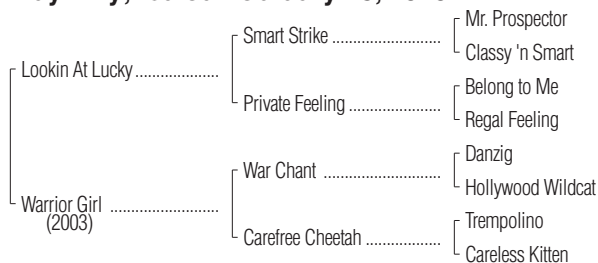 Mr. Prospector
Smart Strike ......................
Classy 'n Smart
Lookin At Lucky....................
Belong to Me
Private Feeling ......................
Regal Feeling
Danzig
War Chant .........................
Hollywood Wildcat
Warrior Girl ..........................
(2003)
Trempolino
Carefree Cheetah ..................
Careless Kitten